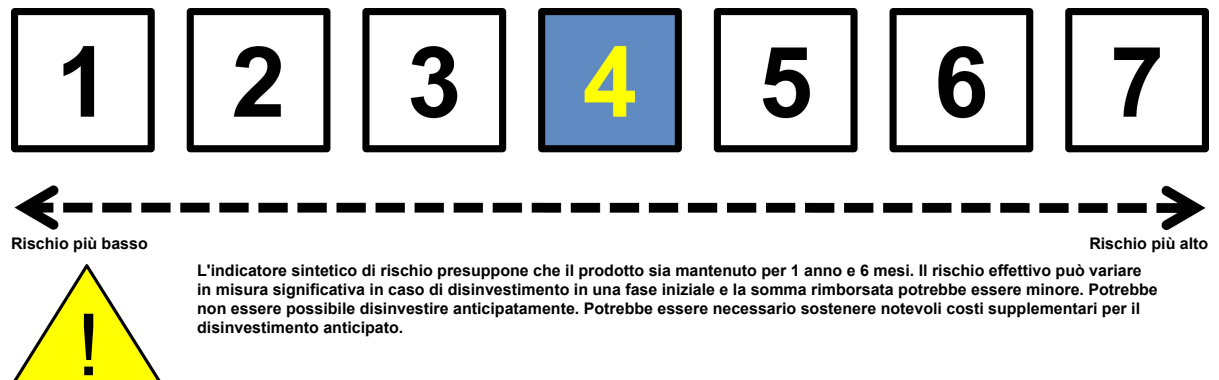 1 2 3 4 5 6 7
Rischio più basso Rischio più alto
L'indicatore sintetico di rischio presuppone che il prodotto sia mantenuto per 1 anno e 6 mesi. Il rischio effettivo può variare
in misura significativa in caso di disinvestimento in una fase iniziale e la somma rimborsata potrebbe essere minore. Potrebbe
non essere possibile disinvestire anticipatamente. Potrebbe essere necessario sostenere notevoli costi supplementari per il
disinvestimento anticipato.
!